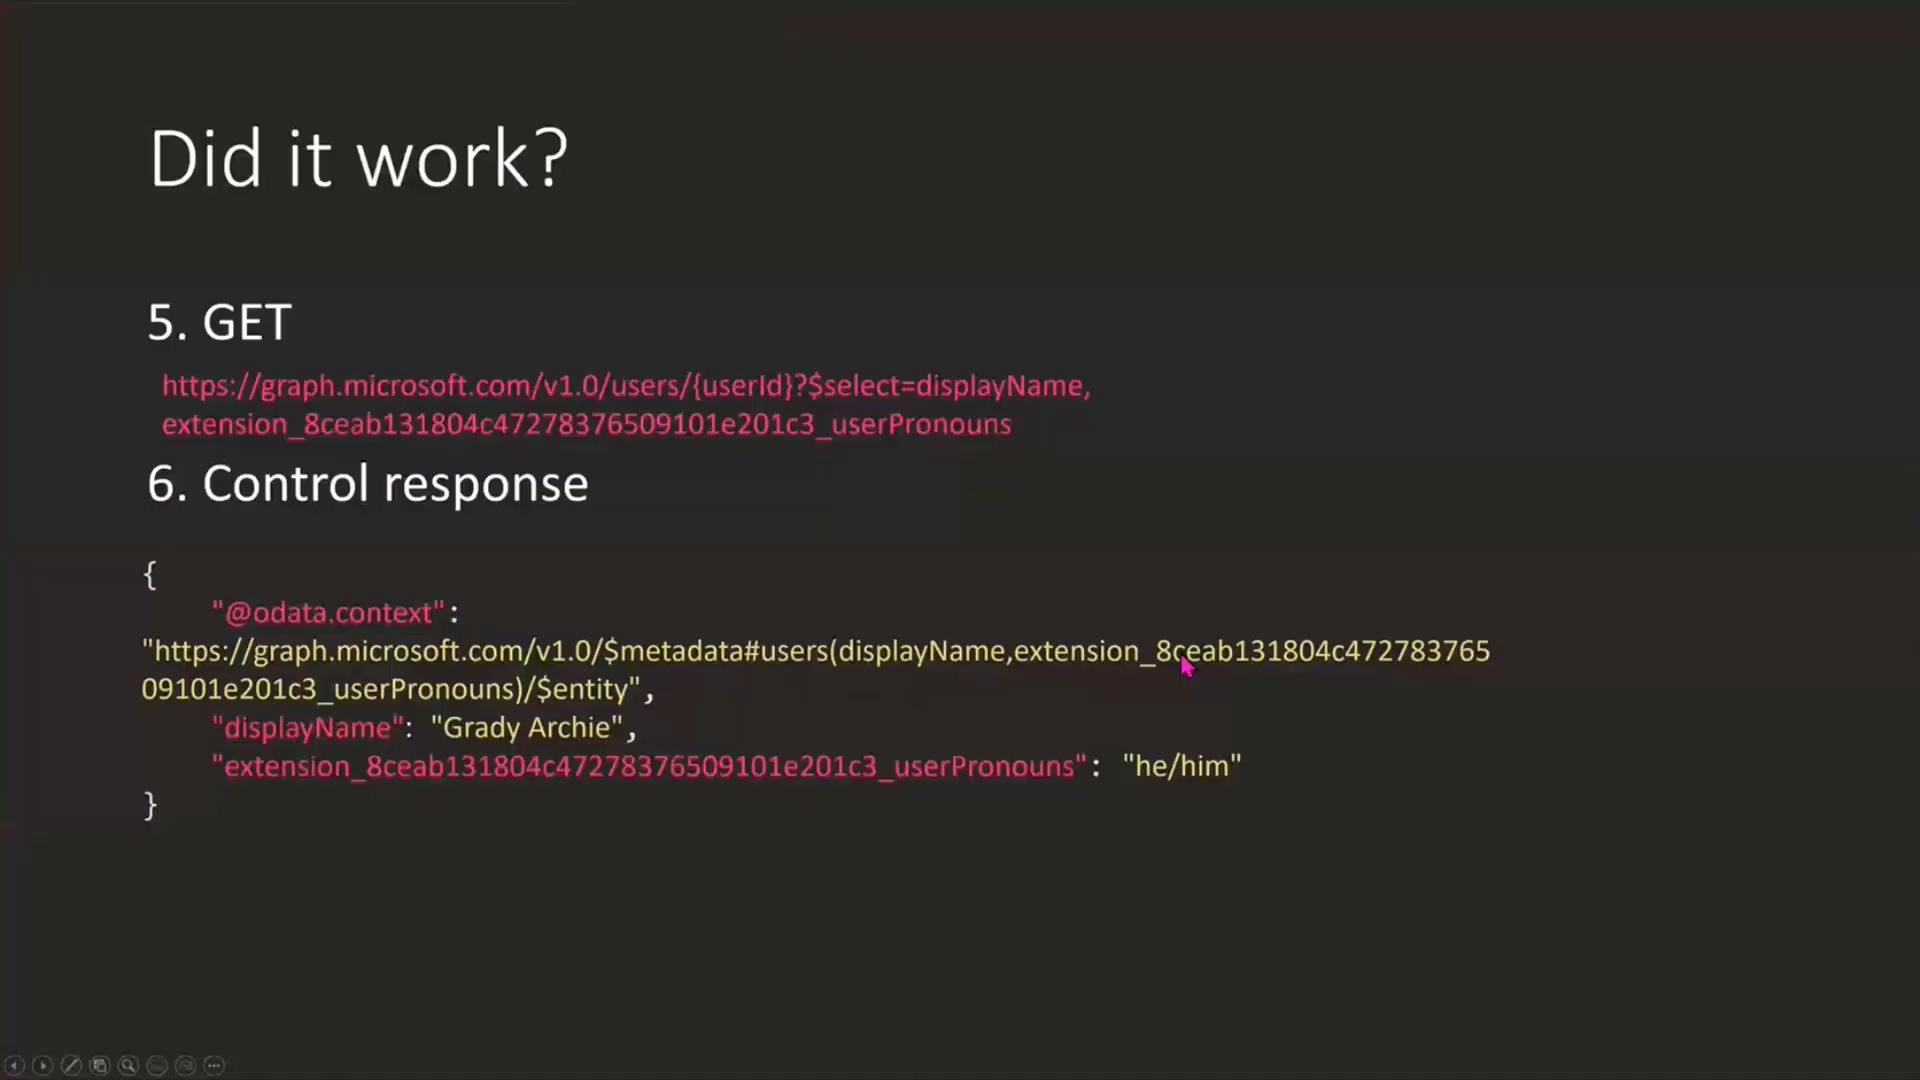 Did it work?
5. GET
https://graph.microsoft.com/v1.0/users/{userId}?$select=displayName,
extension_8ceab131804c47278376509101e201c3_userPronouns
6. Control response
{
"@odata.context":
"https://graph.microsoft.com/v1.0/$metadata#users(displayName,extension_8ceab131804c472783765
09101e201c3_userPronouns)/$entity",
"displayName": "Grady Archie",
"extension_8ceab131804c47278376509101e201c3_userPronouns": "he/him"
}